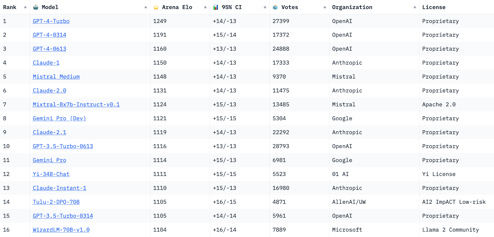 Rank Model Arena Elo 95% CI Votes Organization License
1 GPT-4-Turbo 1249 +14/-13 27399 OpenAI Proprietary
2 GPT-4-0314 1191 +15/-14 17372 OpenAI Proprietary
3 GPT-4-0613 1160 +13/-13 24888 OpenAI Proprietary
4 Claude-1 1150 +14/-13 17333 Anthropic Proprietary
5 Mistral Medium 1148 +14/-13 9370 Mistral Proprietary
6 Claude-2.0 1131 +14/-13 11475 Anthropic Proprietary
7 Mixtral-8x7b-Instruct-v0.1 1124 +15/-13 13485 Mistral Apache 2.0
8 Gemini Pro (Dev) 1121 +15/-15 5304 Google Proprietary
9 Claude-2.1 1119 +14/-13 22292 Anthropic Proprietary
10 GPT-3.5-Turbo-0613 1116 +13/-13 28793 OpenAI Proprietary
11 Gemini Pro 1114 +15/-13 6981 Google Proprietary
12 Yi-34B-Chat 1111 +15/-15 5523 01 AI Yi License
13 Claude-Instant-1 1110 +15/-13 16980 Anthropic Proprietary
14 Tulu-2-DPO-70B 1105 +16/-15 4871 AllenAI/UW AI2 ImpACT Low-risk
15 GPT-3.5-Turbo-0314 1105 +14/-15 5961 OpenAI Proprietary
16 WizardLM-70B-v1.0 1104 +16/-14 7889 Microsoft Llama 2 Community